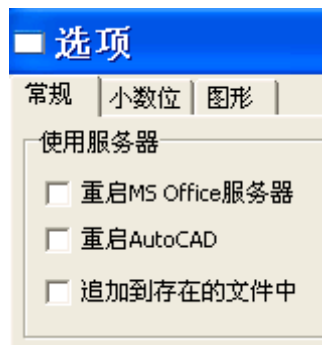 选项
常规 小数位 图形
使用服务器
重启MS Office服务器
重启AutoCAD
追加到存在的文件中